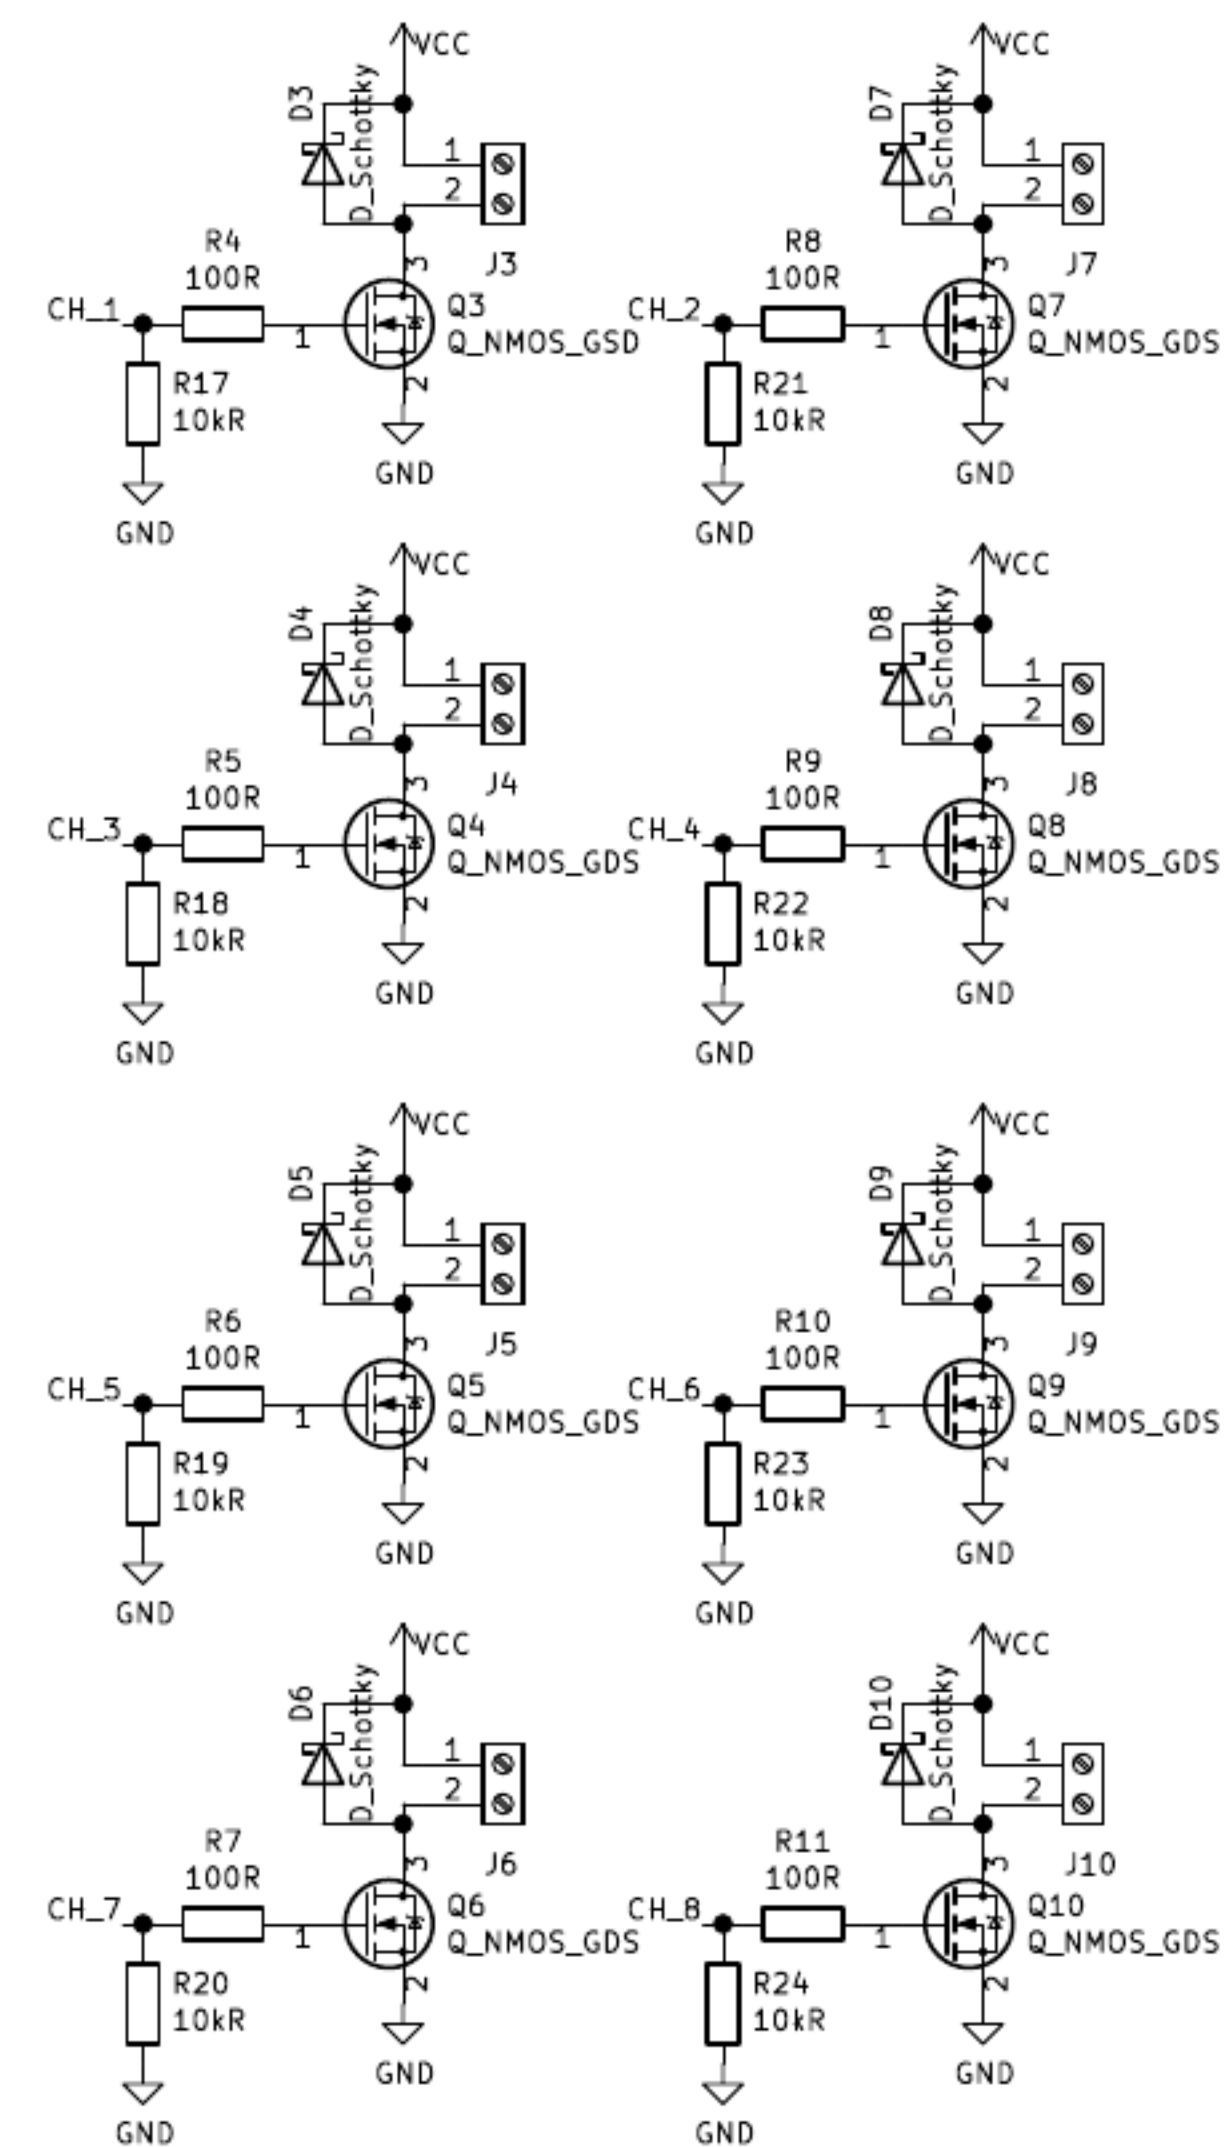 VCC
D3
D_Schottky
1
2
J3
R4
100R
CH_1
1
3
Q3
Q_NMOS_GSD
2
R17
10kR
GND
GND
VCC
D7
D_Schottky
1
2
J7
R8
100R
CH_2
1
3
Q7
Q_NMOS_GDS
2
R21
10kR
GND
GND
VCC
D4
D_Schottky
1
2
J4
R5
100R
CH_3
1
3
Q4
Q_NMOS_GDS
2
R18
10kR
GND
GND
VCC
D8
D_Schottky
1
2
J8
R9
100R
CH_4
1
3
Q8
Q_NMOS_GDS
2
R22
10kR
GND
GND
VCC
D5
D_Schottky
1
2
J5
R6
100R
CH_5
1
3
Q5
Q_NMOS_GDS
2
R19
10kR
GND
GND
VCC
D9
D_Schottky
1
2
J9
R10
100R
CH_6
1
3
Q9
Q_NMOS_GDS
2
R23
10kR
GND
GND
VCC
D6
D_Schottky
1
2
J6
R7
100R
CH_7
1
3
Q6
Q_NMOS_GDS
2
R20
10kR
GND
GND
VCC
D10
D_Schottky
1
2
J10
R11
100R
CH_8
1
3
Q10
Q_NMOS_GDS
2
R24
10kR
GND
GND